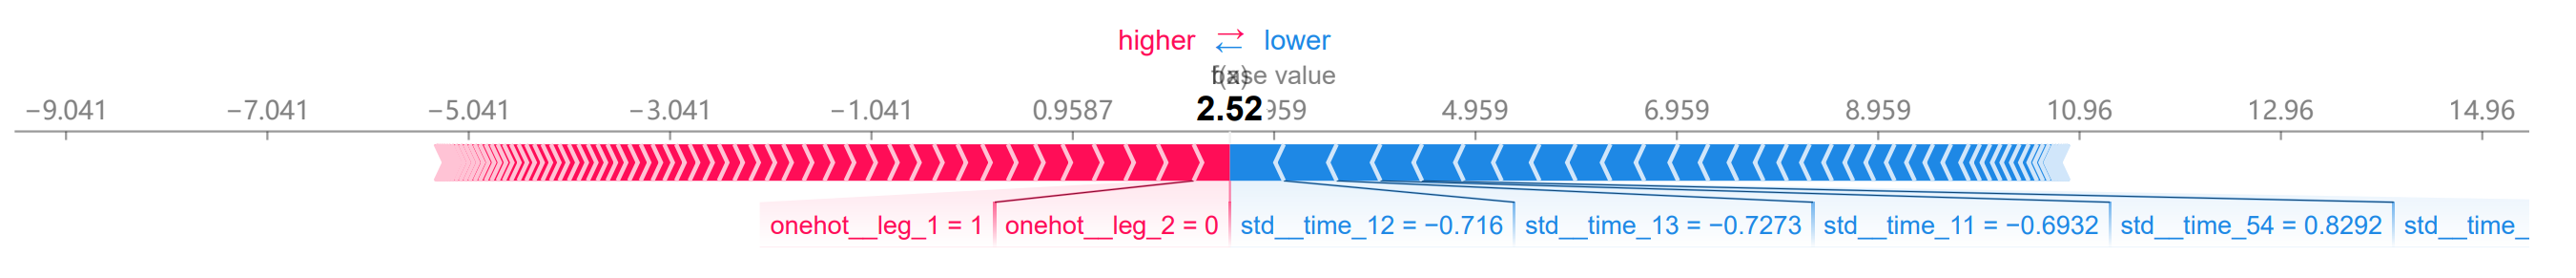 higher ⇄ lower
f(x) base value
−9.041 −7.041 −5.041 −3.041 −1.041 0.9587 2.52 959 4.959 6.959 8.959 10.96 12.96 14.96
onehot__leg_1 = 1 onehot__leg_2 = 0 std__time_12 = −0.716 std__time_13 = −0.7273 std__time_11 = −0.6932 std__time_54 = 0.8292 std__time_